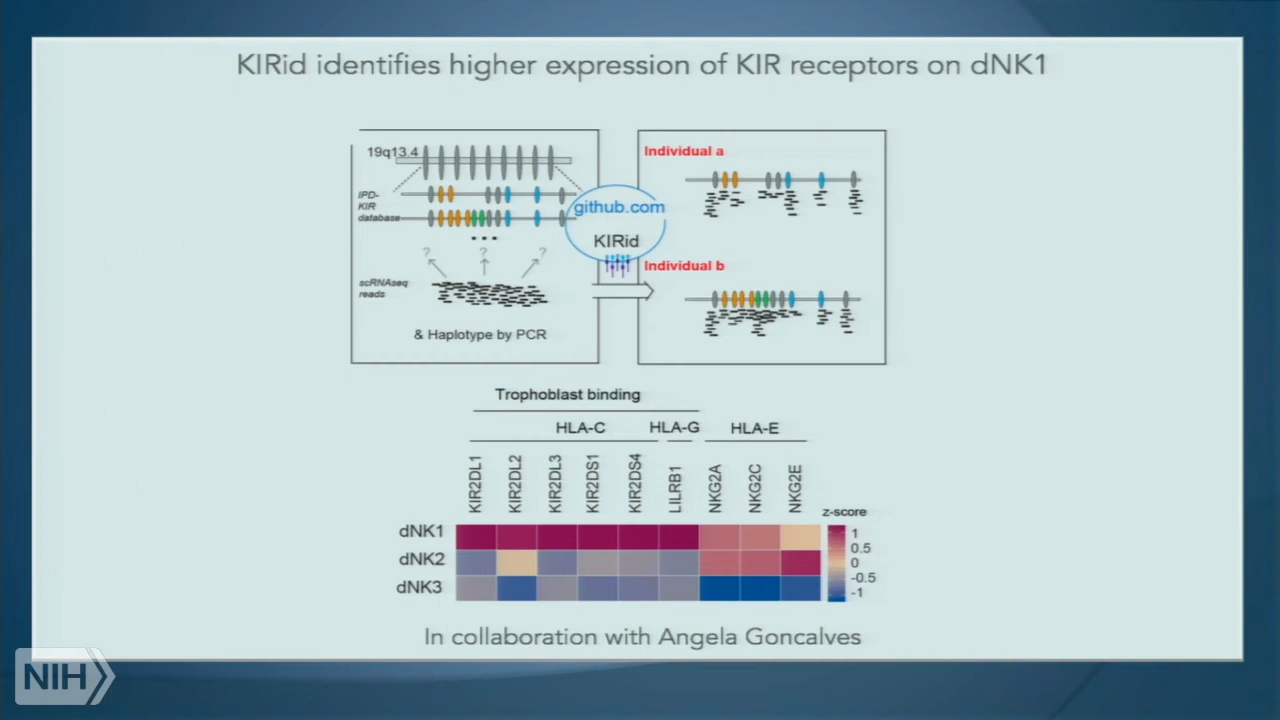 KIRid identifies higher expression of KIR receptors on dNK1
19q13.4
IPD-
KIR
database
...
? ? ?
scRNAseq
reads
& Haplotype by PCR
github.com
KIRid
Individual a
Individual b
Trophoblast binding
HLA-C HLA-G HLA-E
KIR2DL1 KIR2DL2 KIR2DL3 KIR2DS1 KIR2DS4 LILRB1 NKG2A NKG2C NKG2E
z-score
dNK1
dNK2
dNK3
1
0.5
0
-0.5
-1
In collaboration with Angela Goncalves
NIH